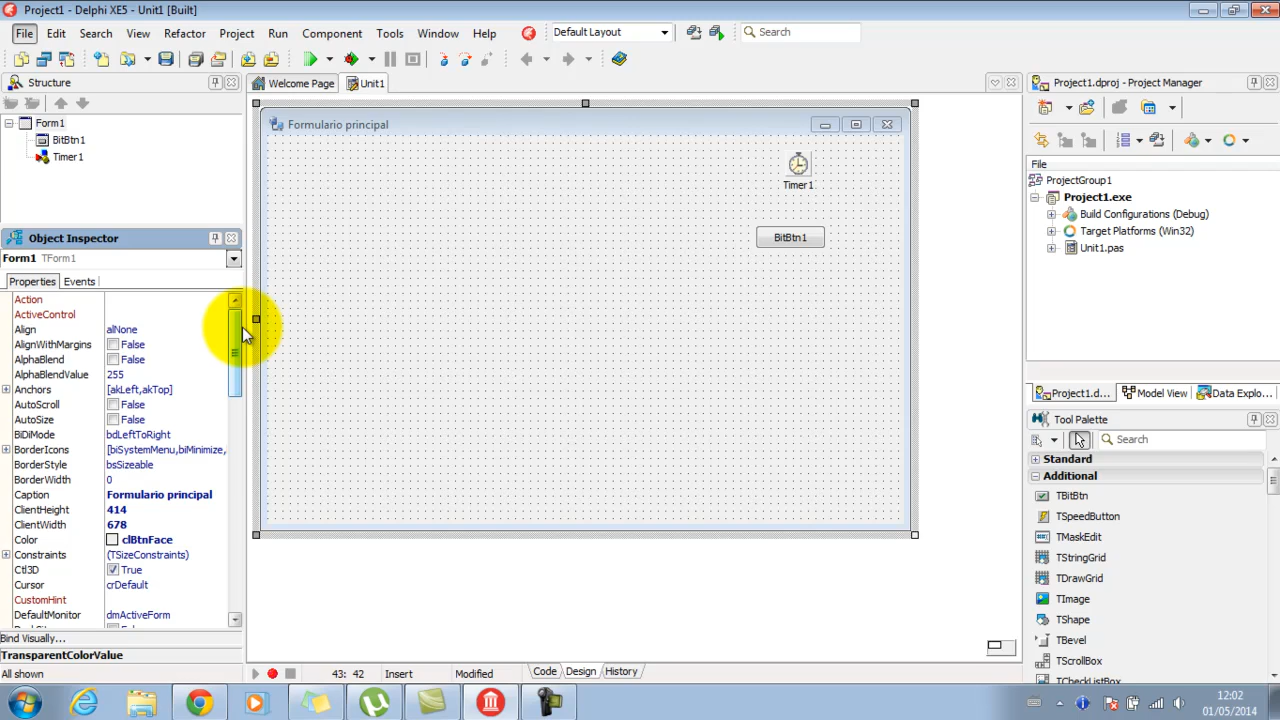 Project1 - Delphi XE5 - Unit1 [Built]
File Edit Search View Refactor Project Run Component Tools Window Help Default Layout Search
Structure
Welcome Page Unit1
Project1.dproj - Project Manager
Form1
BitBtn1
Timer1
Formulario principal
Timer1
BitBtn1
File
ProjectGroup1
Project1.exe
Build Configurations (Debug)
Target Platforms (Win32)
Unit1.pas
Object Inspector
Form1 TForm1
Properties Events
Action
ActiveControl
Align alNone
AlignWithMargins False
AlphaBlend False
AlphaBlendValue 255
Anchors [akLeft,akTop]
AutoScroll False
AutoSize False
BiDiMode bdLeftToRight
BorderIcons [biSystemMenu,biMinimize,
BorderStyle bsSizeable
BorderWidth 0
Caption Formulario principal
ClientHeight 414
ClientWidth 678
Color clBtnFace
Constraints (TSizeConstraints)
Ctl3D True
Cursor crDefault
CustomHint
DefaultMonitor dmActiveForm
Bind Visually...
TransparentColorValue
All shown
43: 42 Insert Modified Code Design History
Project1.d... Model View Data Explo...
Tool Palette
Search
Standard
Additional
TBitBtn
TSpeedButton
TMaskEdit
TStringGrid
TDrawGrid
TImage
TShape
TBevel
TScrollBox
TCheckListBox
12:02
01/05/2014